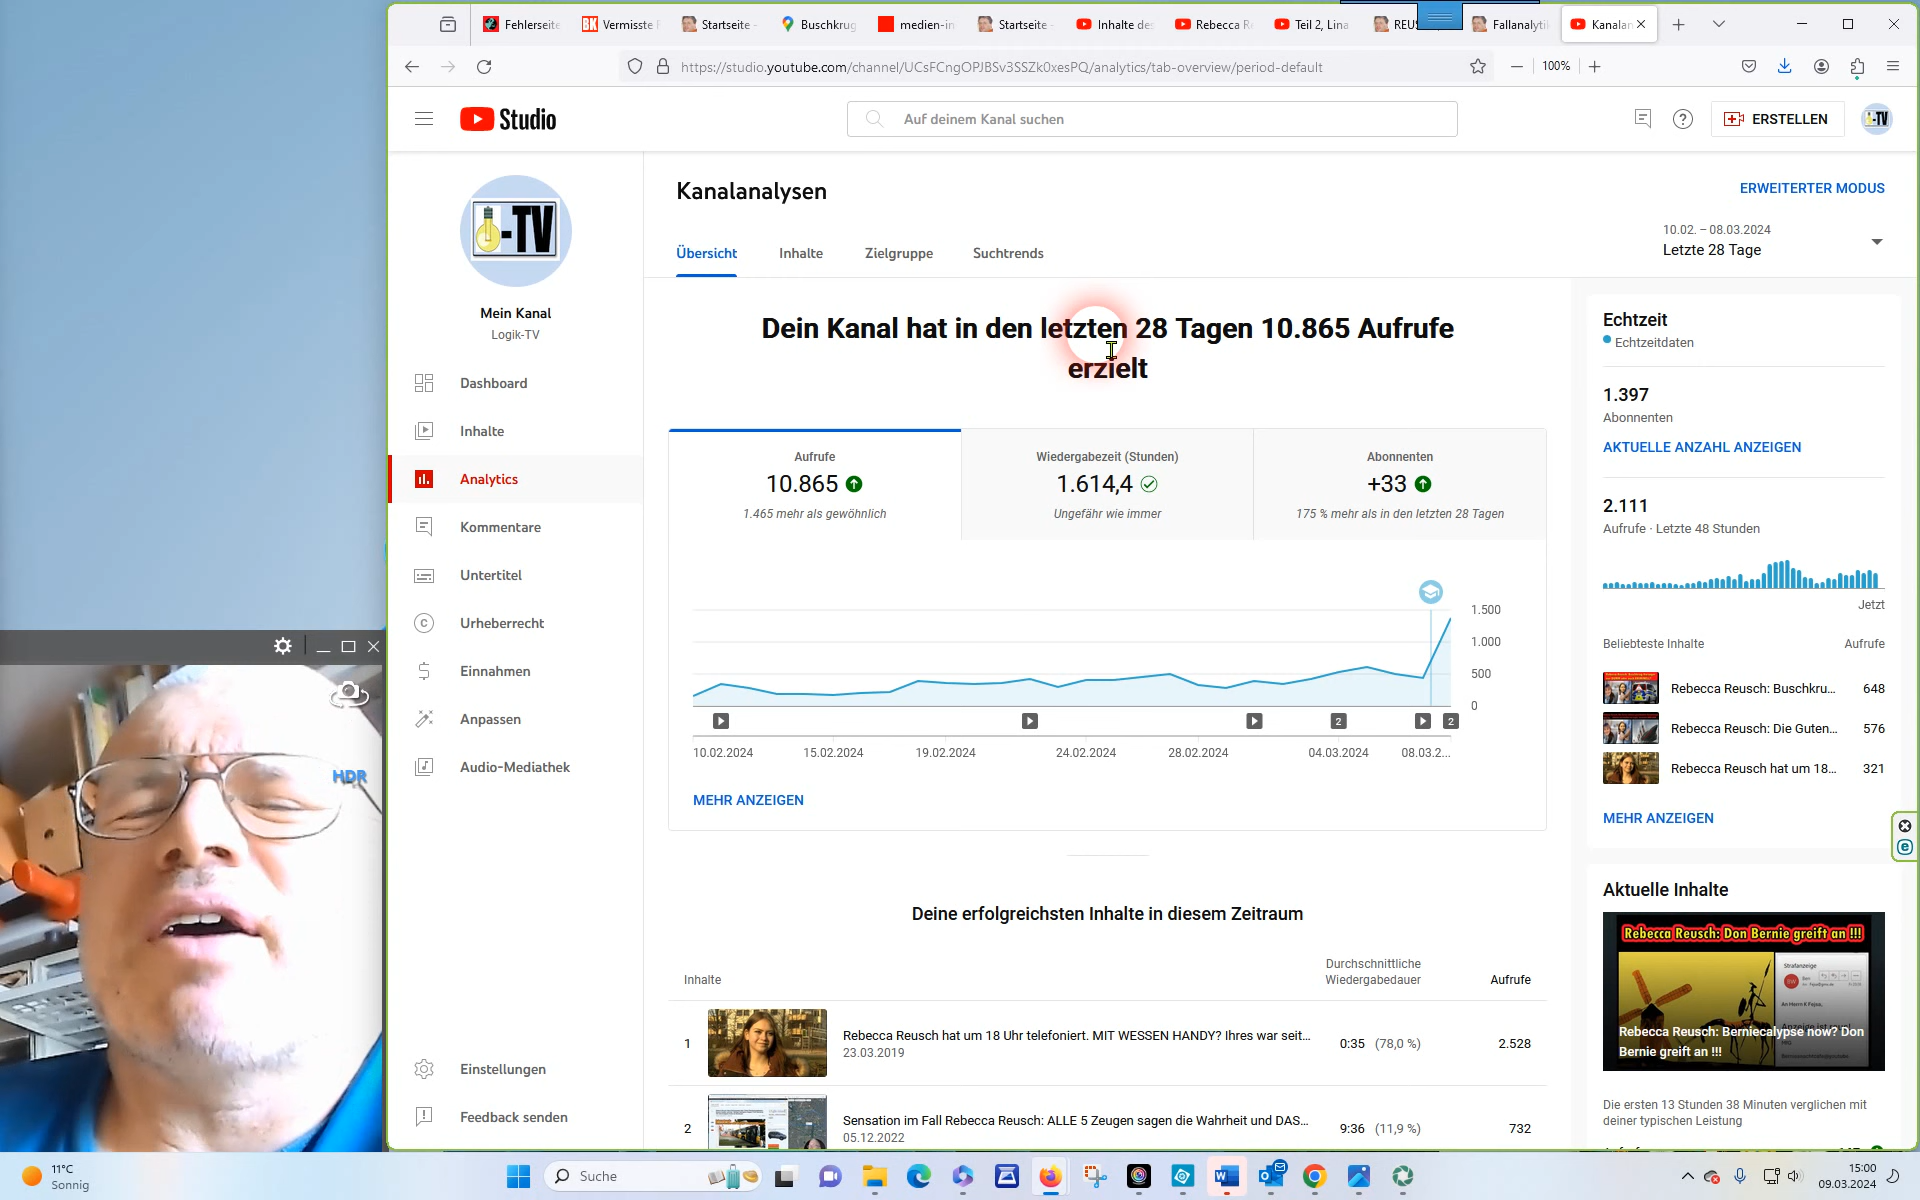 Fehlerseite
Vermisste
Startseite -
Buschkrug
medien-in
Startseite -
Inhalte des
Rebecca Re
Teil 2, Lina
REUS
Fallanalytik
Kanalan
https://studio.youtube.com/channel/UCsFCngOPJBSv3SSZk0xesPQ/analytics/tab-overview/period-default
100%
Studio
Auf deinem Kanal suchen
ERSTELLEN
-TV
-TV
Mein Kanal
Logik-TV
Dashboard
Inhalte
Analytics
Kommentare
Untertitel
Urheberrecht
Einnahmen
Anpassen
Audio-Mediathek
Einstellungen
Feedback senden
Kanalanalysen
ERWEITERTER MODUS
Übersicht
Inhalte
Zielgruppe
Suchtrends
10.02. – 08.03.2024
Letzte 28 Tage
Dein Kanal hat in den letzten 28 Tagen 10.865 Aufrufe
erzielt
Aufrufe
10.865
1.465 mehr als gewöhnlich
Wiedergabezeit (Stunden)
1.614,4
Ungefähr wie immer
Abonnenten
+33
175 % mehr als in den letzten 28 Tagen
1.500
1.000
500
0
2
2
10.02.2024
15.02.2024
19.02.2024
24.02.2024
28.02.2024
04.03.2024
08.03.2...
MEHR ANZEIGEN
Deine erfolgreichsten Inhalte in diesem Zeitraum
Inhalte
Durchschnittliche
Wiedergabedauer
Aufrufe
1
Rebecca Reusch hat um 18 Uhr telefoniert. MIT WESSEN HANDY? Ihres war seit...
23.03.2019
0:35 (78,0 %)
2.528
2
Sensation im Fall Rebecca Reusch: ALLE 5 Zeugen sagen die Wahrheit und DAS...
05.12.2022
9:36 (11,9 %)
732
Echtzeit
Echtzeitdaten
1.397
Abonnenten
AKTUELLE ANZAHL ANZEIGEN
2.111
Aufrufe · Letzte 48 Stunden
Jetzt
Beliebteste Inhalte
Aufrufe
Rebecca Reusch: Buschkru...
648
Rebecca Reusch: Die Guten...
576
Rebecca Reusch hat um 18...
321
MEHR ANZEIGEN
Aktuelle Inhalte
Rebecca Reusch: Don Bernie greift an !!!
Strafanzeige
Rebecca Reusch: Berniecalypse now? Don
Bernie greift an !!!
Die ersten 13 Stunden 38 Minuten verglichen mit
deiner typischen Leistung
HDR
11°C
Sonnig
Suche
15:00
09.03.2024